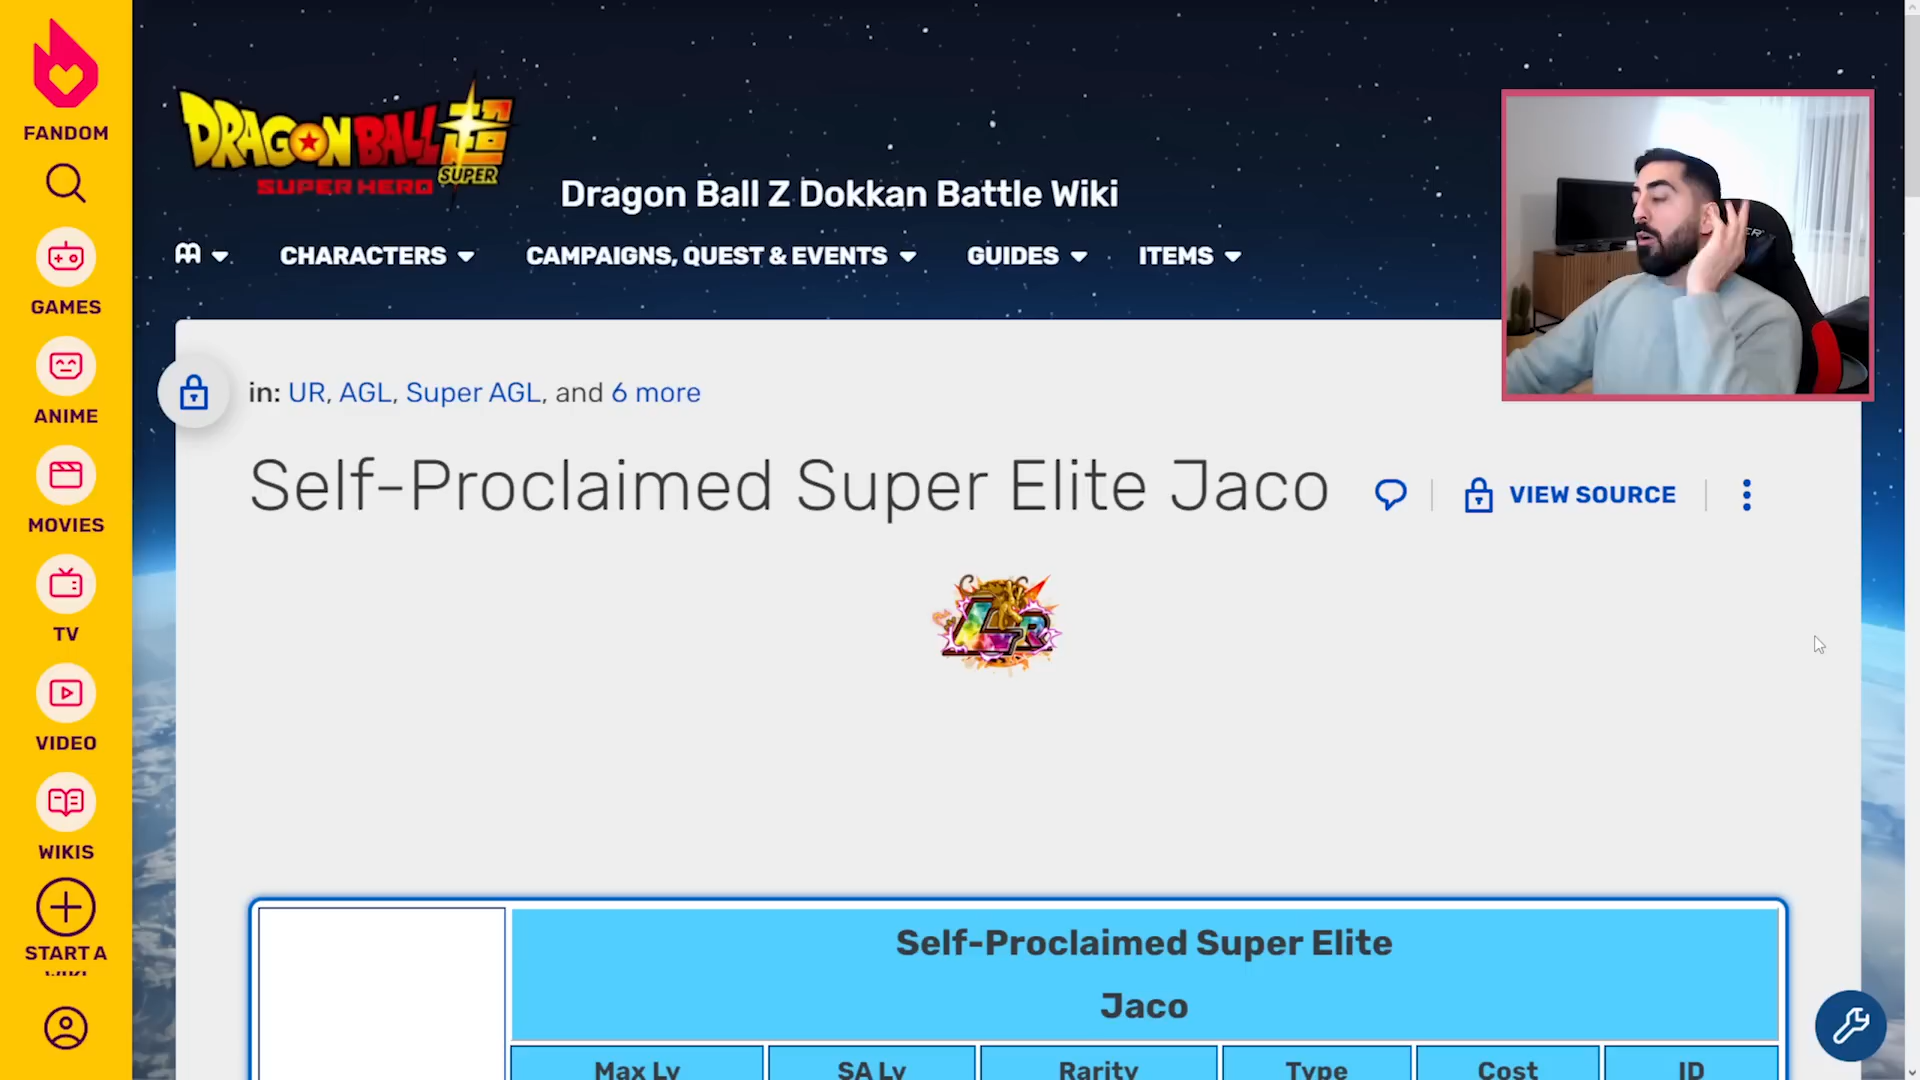 FANDOM
GAMES
ANIME
MOVIES
TV
VIDEO
WIKIS
START A
DRAGON BALL
SUPER
SUPER HERO
Dragon Ball Z Dokkan Battle Wiki
CHARACTERS
CAMPAIGNS, QUEST & EVENTS
GUIDES
ITEMS
in: UR, AGL, Super AGL, and 6 more
Self-Proclaimed Super Elite Jaco
VIEW SOURCE
LR
Self-Proclaimed Super Elite
Jaco
Max Lv
SA Lv
Rarity
Type
Cost
ID